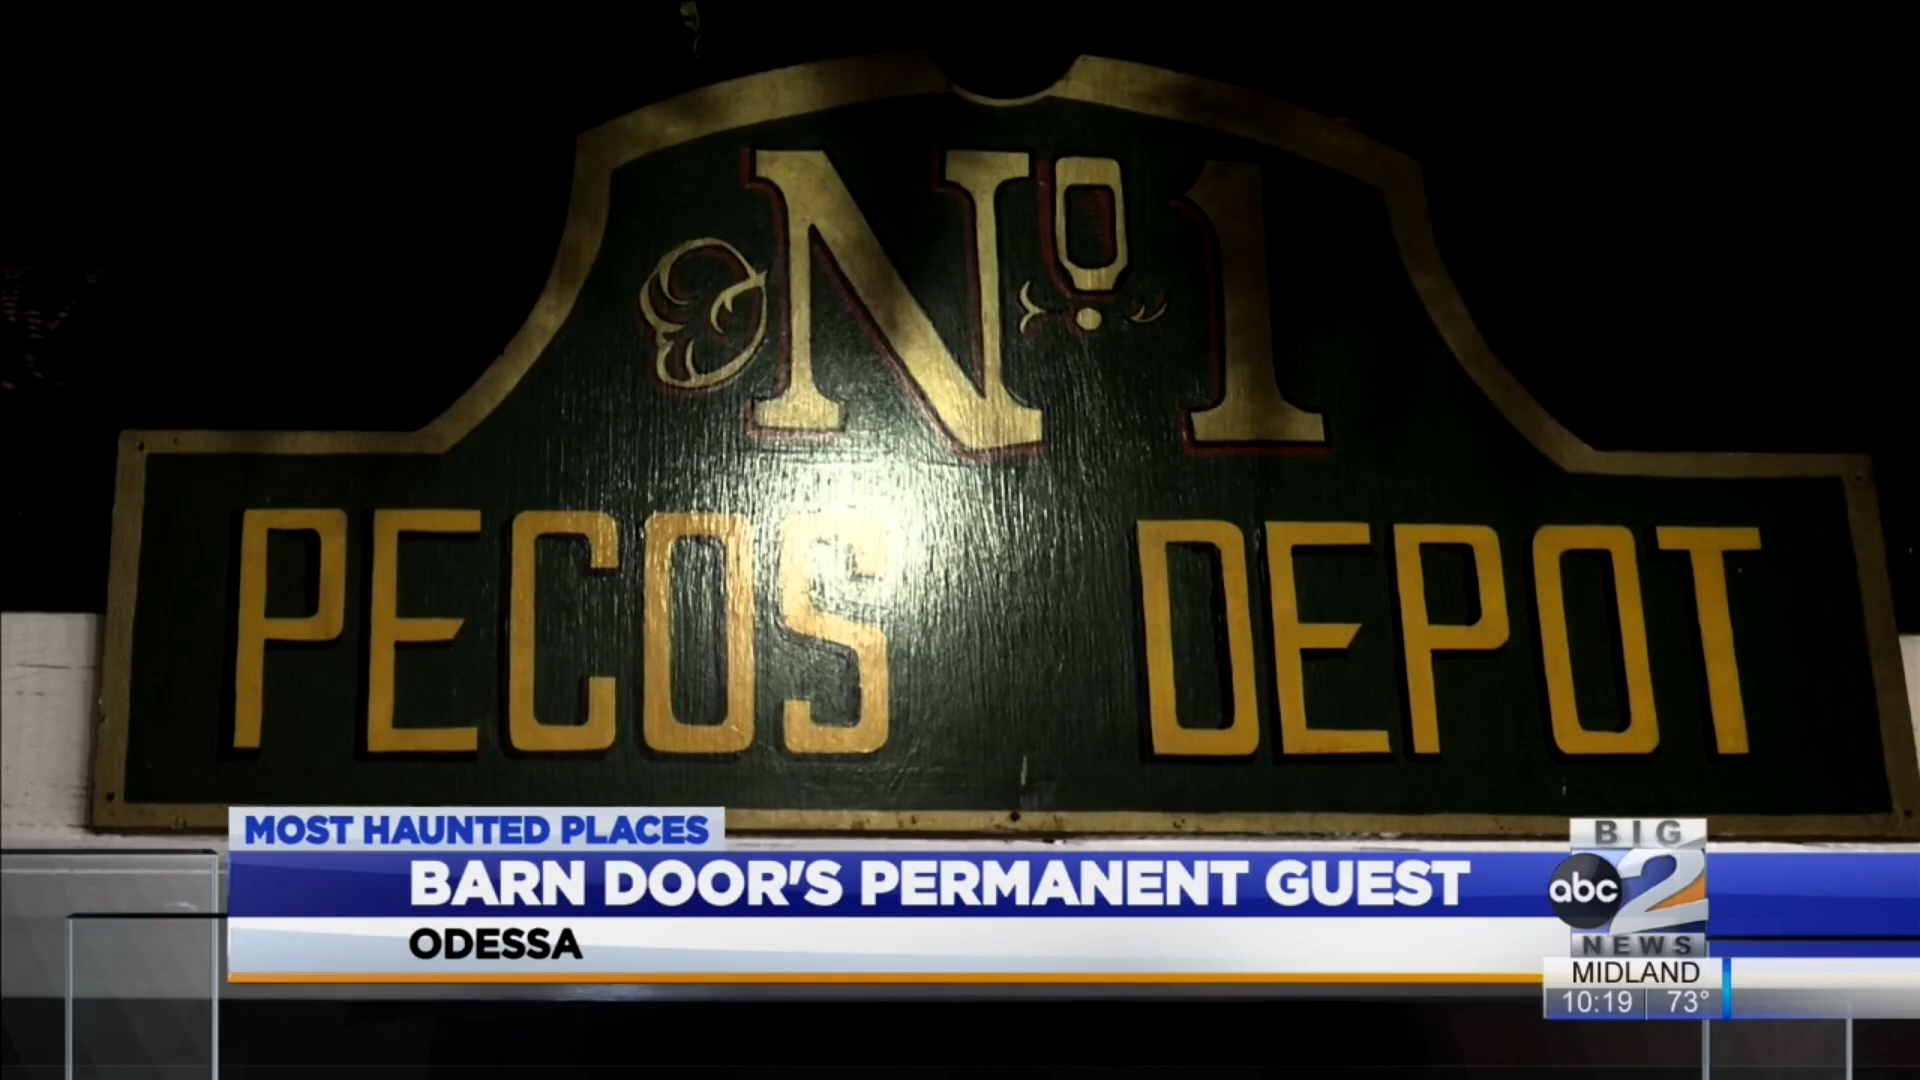 Nº 1
PECOS DEPOT
MOST HAUNTED PLACES
BARN DOOR'S PERMANENT GUEST
ODESSA
BIG
abc 2
NEWS
MIDLAND
10:19 73°